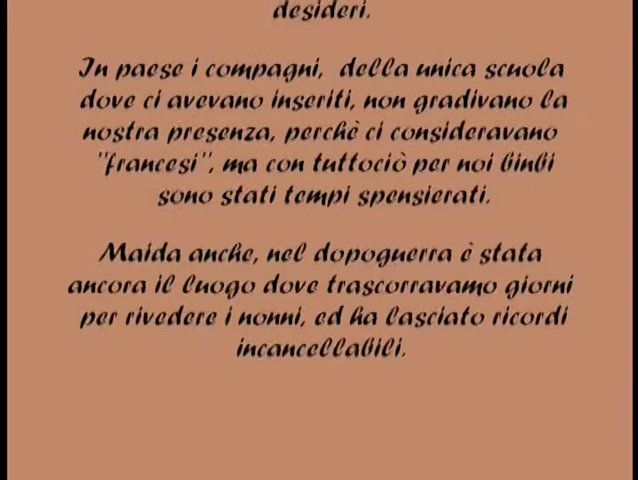 desideri.
In paese i compagni, della unica scuola
dove ci avevano inseriti, non gradivano la
nostra presenza, perchè ci consideravano
"francesi", ma con tuttociò per noi binbi
sono stati tempi spensierati.
Maida anche, nel dopoguerra è stata
ancora il luogo dove trascorravamo giorni
per rivedere i nonni, ed ha lasciato ricordi
incancellabili.